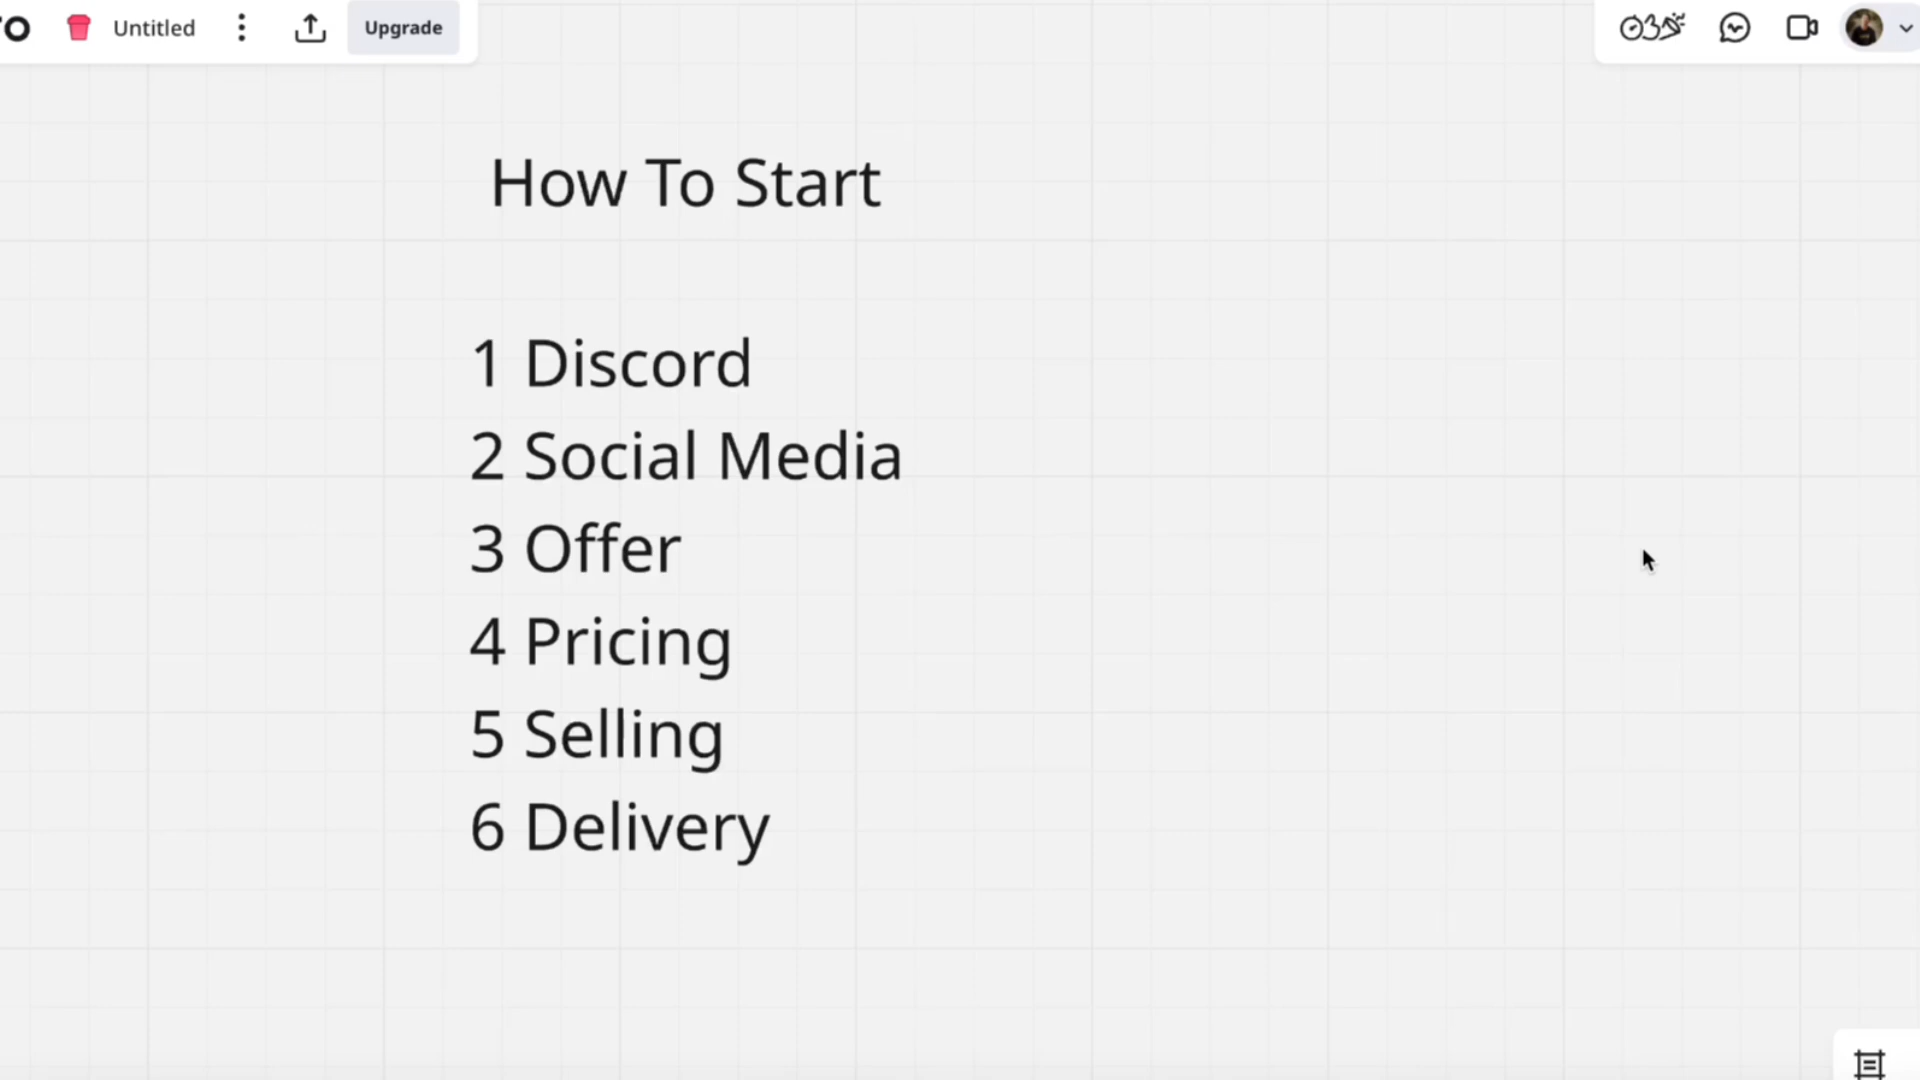 Untitled
Upgrade
How To Start
1 Discord
2 Social Media
3 Offer
4 Pricing
5 Selling
6 Delivery